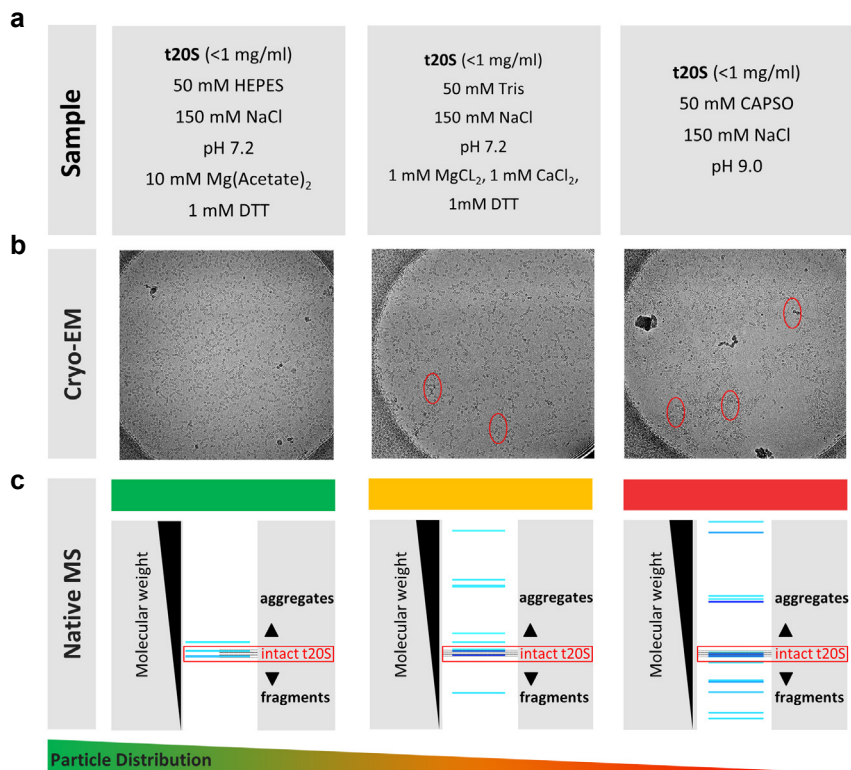 a
Sample
t20S (<1 mg/ml)
50 mM HEPES
150 mM NaCl
pH 7.2
10 mM Mg(Acetate)₂
1 mM DTT
t20S (<1 mg/ml)
50 mM Tris
150 mM NaCl
pH 7.2
1 mM MgCL₂, 1 mM CaCl₂,
1mM DTT
t20S (<1 mg/ml)
50 mM CAPSO
150 mM NaCl
pH 9.0
b
Cryo-EM
c
Native MS
Molecular weight
aggregates
intact t20S
fragments
Molecular weight
aggregates
intact t20S
fragments
Molecular weight
aggregates
intact t20S
fragments
Particle Distribution